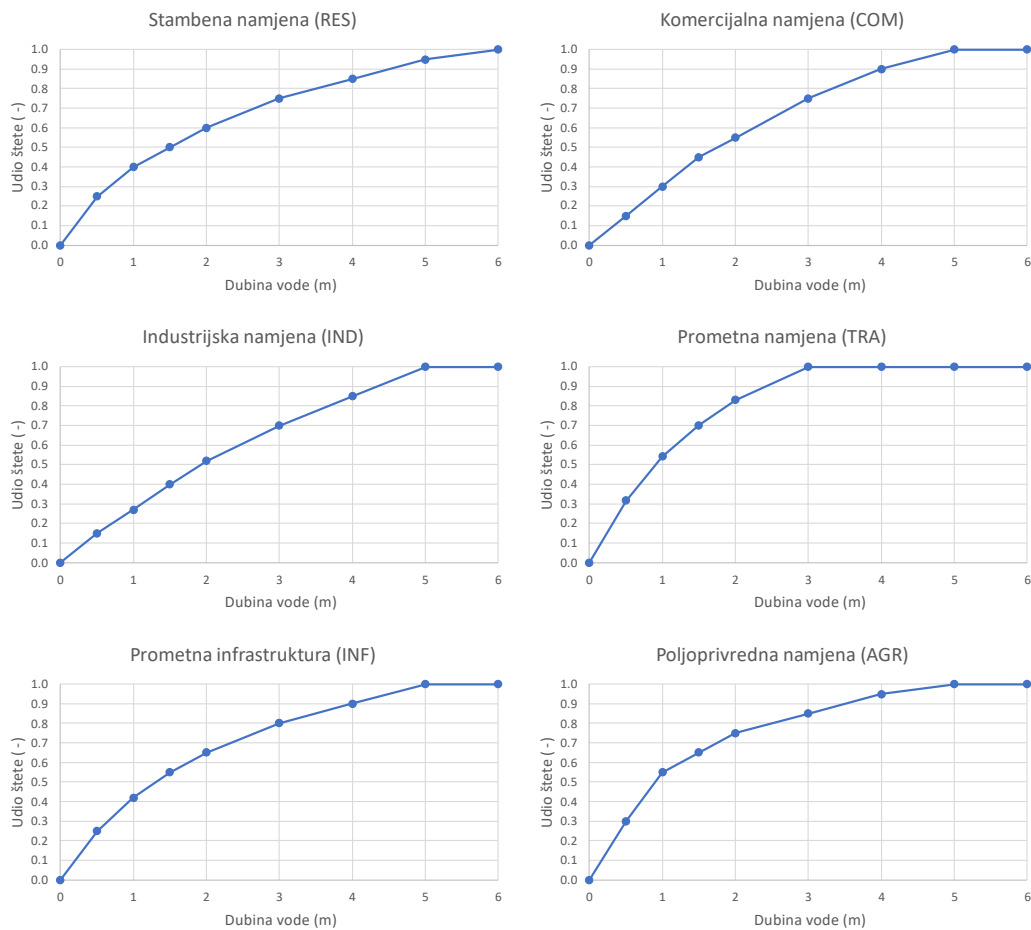 Stambena namjena (RES)
Udio štete ( -)
1.0
0.9
0.8
0.7
0.6
0.5
0.4
0.3
0.2
0.1
0.0
0 1 2 3 4 5 6
Dubina vode (m)
Komercijalna namjena (COM)
Udio štete ( -)
1.0
0.9
0.8
0.7
0.6
0.5
0.4
0.3
0.2
0.1
0.0
0 1 2 3 4 5 6
Dubina vode (m)
Industrijska namjena (IND)
Udio štete ( -)
1.0
0.9
0.8
0.7
0.6
0.5
0.4
0.3
0.2
0.1
0.0
0 1 2 3 4 5 6
Dubina vode (m)
Prometna namjena (TRA)
Udio štete ( -)
1.0
0.9
0.8
0.7
0.6
0.5
0.4
0.3
0.2
0.1
0.0
0 1 2 3 4 5 6
Dubina vode (m)
Prometna infrastruktura (INF)
Udio štete ( -)
1.0
0.9
0.8
0.7
0.6
0.5
0.4
0.3
0.2
0.1
0.0
0 1 2 3 4 5 6
Dubina vode (m)
Poljoprivredna namjena (AGR)
Udio štete ( -)
1.0
0.9
0.8
0.7
0.6
0.5
0.4
0.3
0.2
0.1
0.0
0 1 2 3 4 5 6
Dubina vode (m)